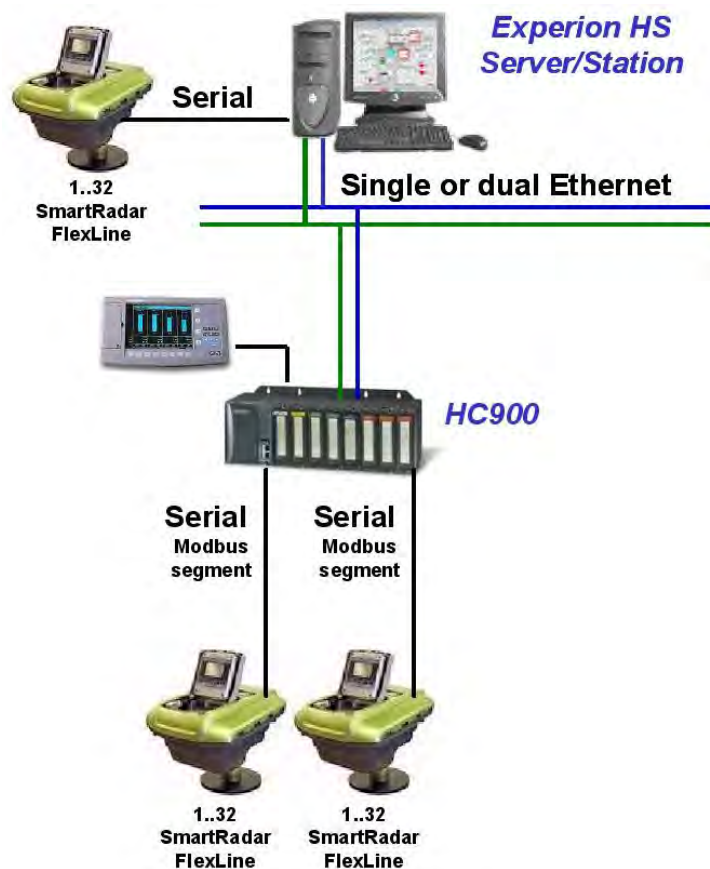 Experion HS
Server/Station
Serial
1..32
SmartRadar
FlexLine
Single or dual Ethernet
HC900
Serial
Modbus
segment
Serial
Modbus
segment
1..32
SmartRadar
FlexLine
1..32
SmartRadar
FlexLine